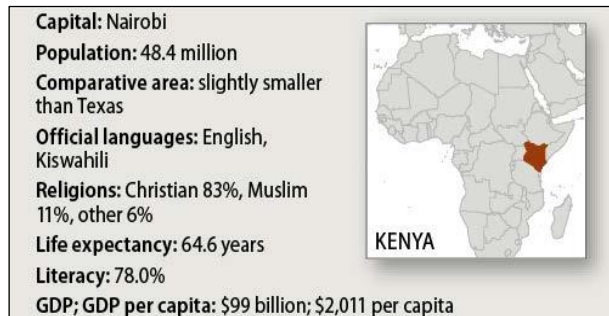 Capital: Nairobi
Population: 48.4 million
Comparative area: slightly smaller
than Texas
Official languages: English,
Kiswahili
Religions: Christian 83%, Muslim
11%, other 6%
Life expectancy: 64.6 years
Literacy: 78.0%
GDP; GDP per capita: $99 billion; $2,011 per capita
KENYA